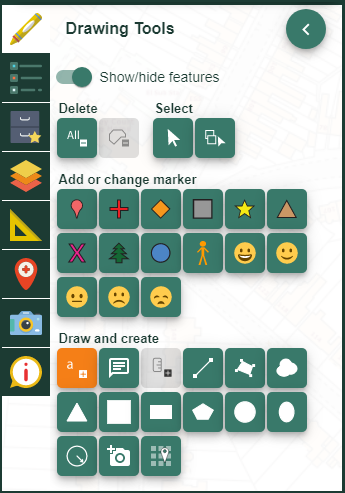 Drawing Tools
Show/hide features
Delete Select
All
Add or change marker
Draw and create
a